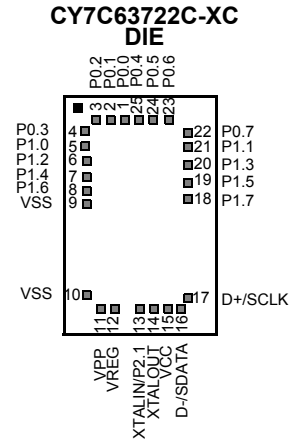 CY7C63722C-XC
DIE
P0.2
P0.1
P0.0
P0.4
P0.5
P0.6
3
2
1
25
24
23
P0.3 4
P1.0 5
P1.2 6
P1.4 7
P1.6 8
VSS 9
VSS 10
22 P0.7
21 P1.1
20 P1.3
19 P1.5
18 P1.7
17 D+/SCLK
11
12
13
14
15
16
VPP
VREG
XTALIN/P2.1
XTALOUT
VCC
D-/SDATA